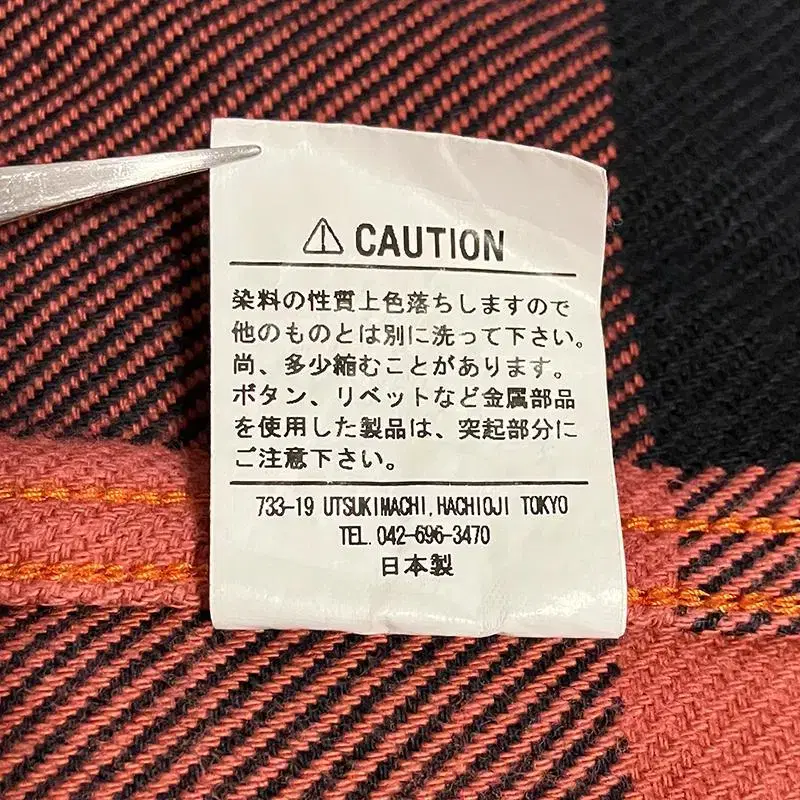 ⚠ CAUTION
染料の性質上色落ちしますので
他のものとは別に洗って下さい。
尚、多少縮むことがあります。
ボタン、リベットなど金属部品
を使用した製品は、突起部分に
ご注意下さい。
733-19 UTSUKIMACHI, HACHIOJI TOKYO
TEL. 042-696-3470
日本製